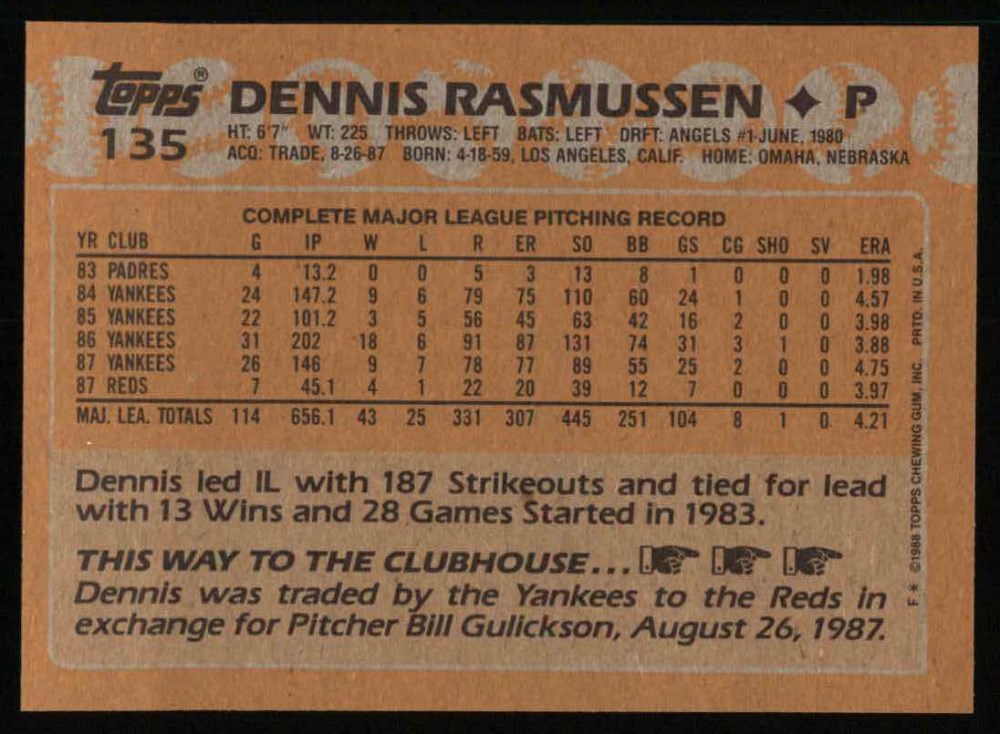 topps® DENNIS RASMUSSEN ✦ P
135
HT: 6'7" WT: 225 THROWS: LEFT BATS: LEFT DRFT: ANGELS #1-JUNE, 1980
ACQ: TRADE, 8-26-87 BORN: 4-18-59, LOS ANGELES, CALIF. HOME: OMAHA, NEBRASKA
COMPLETE MAJOR LEAGUE PITCHING RECORD
YR CLUB G IP W L R ER SO BB GS CG SHO SV ERA
83 PADRES 4 13.2 0 0 5 3 13 8 1 0 0 0 1.98
84 YANKEES 24 147.2 9 6 79 75 110 60 24 1 0 0 4.57
85 YANKEES 22 101.2 3 5 56 45 63 42 16 2 0 0 3.98
86 YANKEES 31 202 18 6 91 87 131 74 31 3 1 0 3.88
87 YANKEES 26 146 9 7 78 77 89 55 25 2 0 0 4.75
87 REDS 7 45.1 4 1 22 20 39 12 7 0 0 0 3.97
MAJ. LEA. TOTALS 114 656.1 43 25 331 307 445 251 104 8 1 0 4.21
Dennis led IL with 187 Strikeouts and tied for lead
with 13 Wins and 28 Games Started in 1983.
THIS WAY TO THE CLUBHOUSE...
Dennis was traded by the Yankees to the Reds in
exchange for Pitcher Bill Gulickson, August 26, 1987.
F* ©1988 TOPPS CHEWING GUM, INC. PRTD. IN U.S.A.